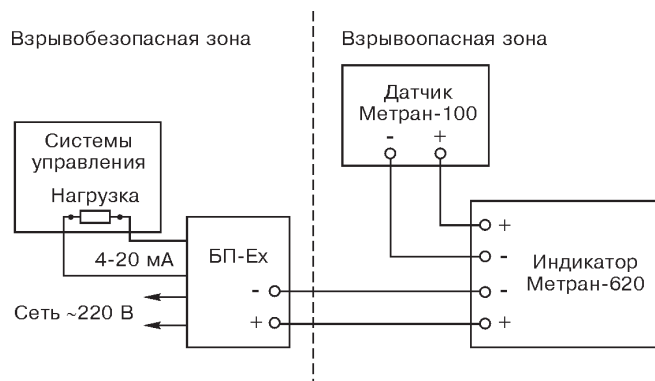 Взрывобезопасная зона
Взрывоопасная зона
Датчик
Метран-100
- +
Системы
управления
Нагрузка
4-20 мА
БП-Ех
-
+
Сеть ~220 В
+
-
Индикатор
Метран-620
-
+